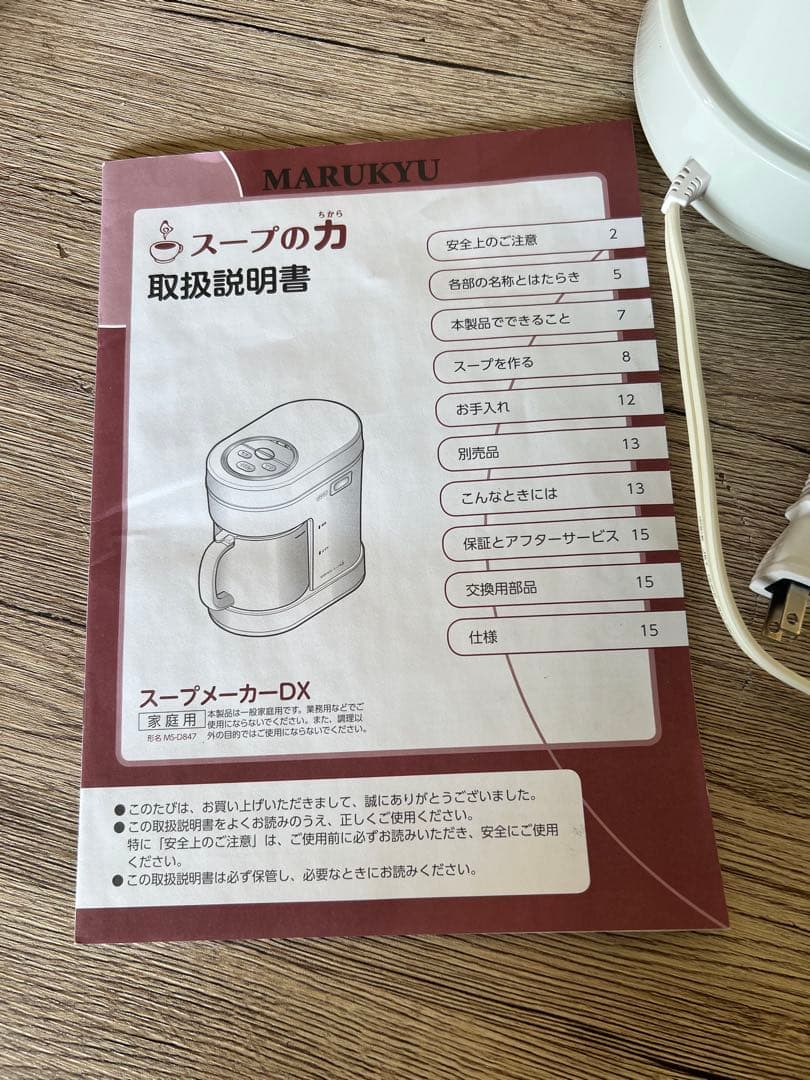 MARUKYU
ちから
スープの力
取扱説明書
安全上のご注意 2
各部の名称とはたらき 5
本製品でできること 7
スープを作る 8
お手入れ 12
別売品 13
こんなときには 13
保証とアフターサービス 15
交換用部品 15
仕様 15
スープメーカーDX
家庭用
形名 MS-D847
本製品は一般家庭用です。業務用などでご
使用にならないでください。また、調理以
外の目的ではご使用にならないでください。
●このたびは、お買い上げいただきまして、誠にありがとうございました。
●この取扱説明書をよくお読みのうえ、正しくご使用ください。
特に「安全上のご注意」は、ご使用前に必ずお読みいただき、安全にご使用
ください。
●この取扱説明書は必ず保管し、必要なときにお読みください。